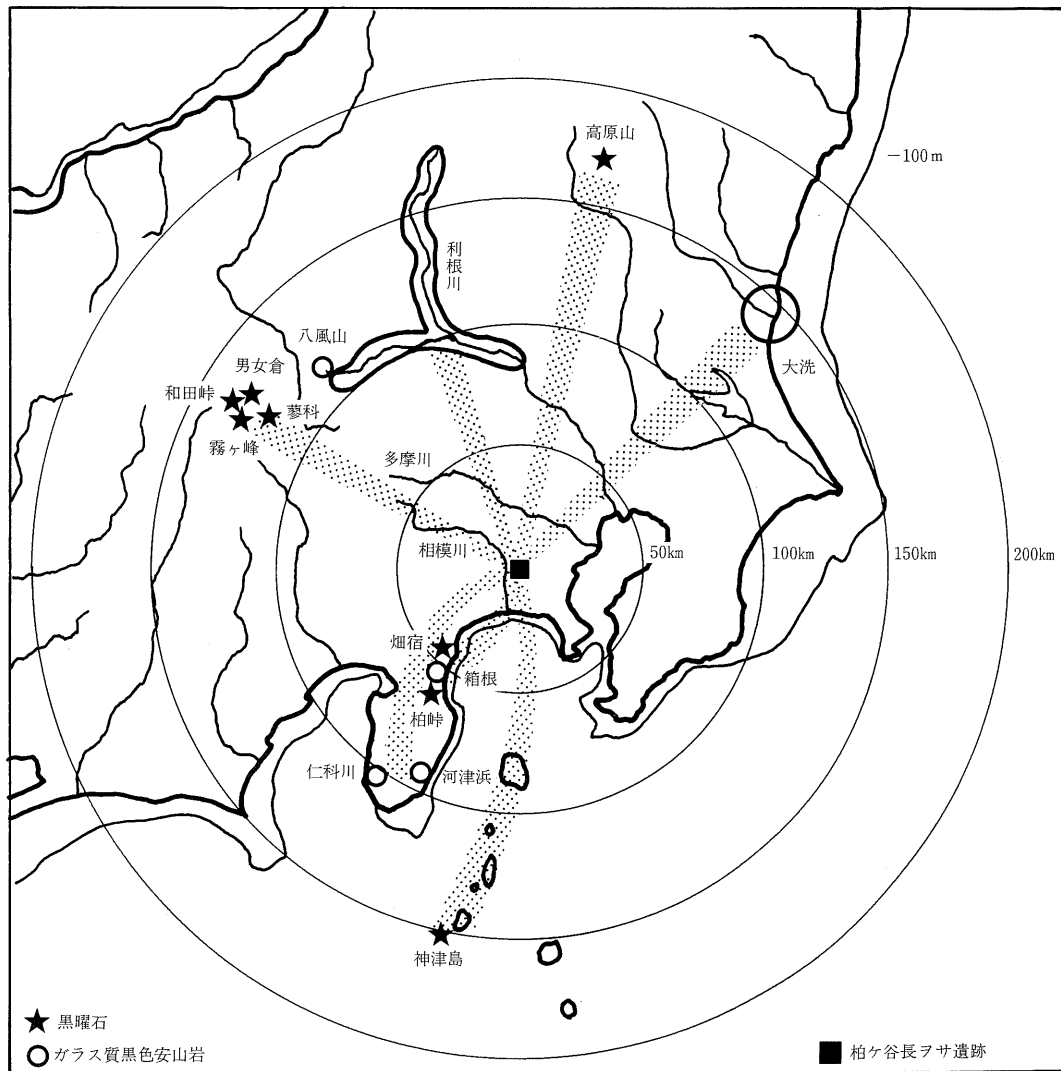 高原山
−100m
利根川
八風山
男女倉
和田峠
蓼科
霧ヶ峰
大洗
多摩川
相模川
50km
100km
150km
200km
畑宿
箱根
柏峠
仁科川
河津浜
神津島
黒曜石
ガラス質黒色安山岩
柏ケ谷長ヲサ遺跡